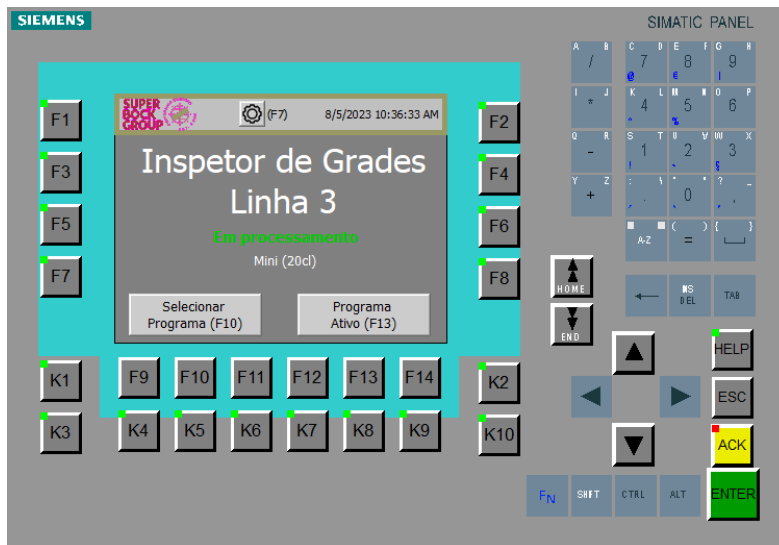 SIEMENS
SIMATIC PANEL
SUPER BOCK GROUP
(F7)
8/5/2023 10:36:33 AM
Inspetor de Grades
Linha 3
Em processamento
Mini (20cl)
Selecionar
Programa (F10)
Programa
Ativo (F13)
F1
F2
F3
F4
F5
F6
F7
F8
K1
F9
F10
F11
F12
F13
F14
K2
K3
K4
K5
K6
K7
K8
K9
K10
A B
/
C D
7
@
E F
8
€
G H
9
I J
*
K L
4
5
%
O P
6
Q R
-
S T
1
!
U V
2
W X
3
§
Y Z
+
0
? _
A-Z
( )
=
{ }
HOME
END
←
INS
DEL
TAB
HELP
ESC
ACK
FN
SHIFT
CTRL
ALT
ENTER